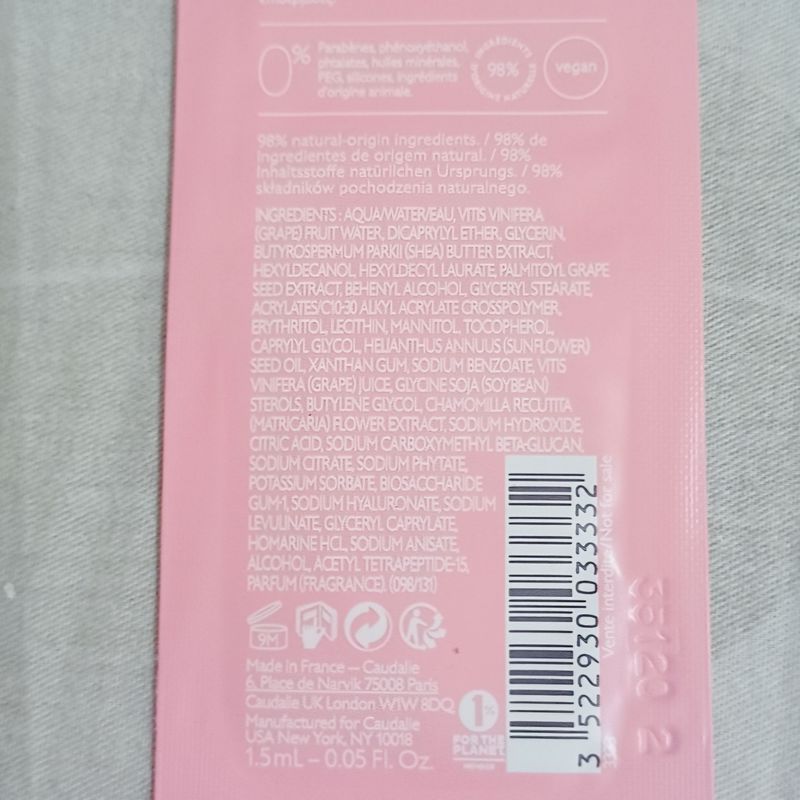 0%
Parabènes, phénoxyéthanol,
phtalates, huiles minérales,
PEG, silicones, ingrédients
d'origine animale.
INGRÉDIENTS
98%
D'ORIGINE NATURELLE
vegan
98% natural-origin ingredients. / 98% de
ingredientes de origem natural. / 98%
Inhaltsstoffe natürlichen Ursprungs. / 98%
składników pochodzenia naturalnego.
INGREDIENTS : AQUA/WATER/EAU, VITIS VINIFERA
(GRAPE) FRUIT WATER, DICAPRYLYL ETHER, GLYCERIN,
BUTYROSPERMUM PARKII (SHEA) BUTTER EXTRACT,
HEXYLDECANOL, HEXYLDECYL LAURATE, PALMITOYL GRAPE
SEED EXTRACT, BEHENYL ALCOHOL, GLYCERYL STEARATE,
ACRYLATES/C10-30 ALKYL ACRYLATE CROSSPOLYMER,
ERYTHRITOL, LECITHIN, MANNITOL, TOCOPHEROL,
CAPRYLYL GLYCOL, HELIANTHUS ANNUUS (SUNFLOWER)
SEED OIL, XANTHAN GUM, SODIUM BENZOATE, VITIS
VINIFERA (GRAPE) JUICE, GLYCINE SOJA (SOYBEAN)
STEROLS, BUTYLENE GLYCOL, CHAMOMILLA RECUTITA
(MATRICARIA) FLOWER EXTRACT, SODIUM HYDROXIDE,
CITRIC ACID, SODIUM CARBOXYMETHYL BETA-GLUCAN,
SODIUM CITRATE, SODIUM PHYTATE,
POTASSIUM SORBATE, BIOSACCHARIDE
GUM-1, SODIUM HYALURONATE, SODIUM
LEVULINATE, GLYCERYL CAPRYLATE,
HOMARINE HCL, SODIUM ANISATE,
ALCOHOL, ACETYL TETRAPEPTIDE-15,
PARFUM (FRAGRANCE). (098/131)
9M
Made in France – Caudalie
6, Place de Narvik 75008 Paris
Caudalie UK London W1W 8DQ
Manufactured for Caudalie
USA New York, NY 10018
1.5mL – 0.05 Fl. Oz.
1%
FOR THE
PLANET
MEMBER
3 522930 033332
Vente interdite/Not for sale
35120 2